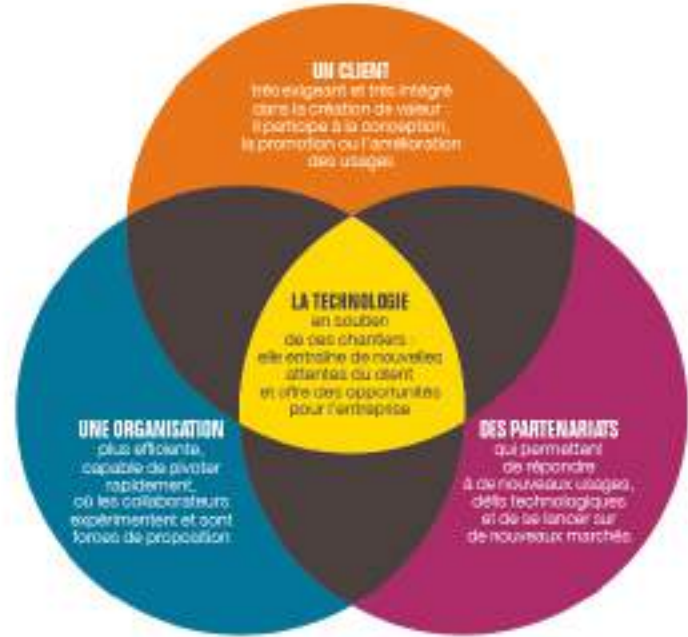 UN CLIENT
très exigeant et très intégré
dans la création de valeur :
il participe à la conception,
la promotion ou l'amélioration
des usages
LA TECHNOLOGIE
en soutien
de ces chantiers :
elle entraîne de nouvelles
attentes du client
et offre des opportunités
pour l'entreprise
UNE ORGANISATION
plus efficiente,
capable de pivoter
rapidement,
où les collaborateurs
expérimentent et sont
forces de proposition
DES PARTENARIATS
qui permettent
de répondre
à de nouveaux usages,
défis technologiques
et de se lancer sur
de nouveaux marchés